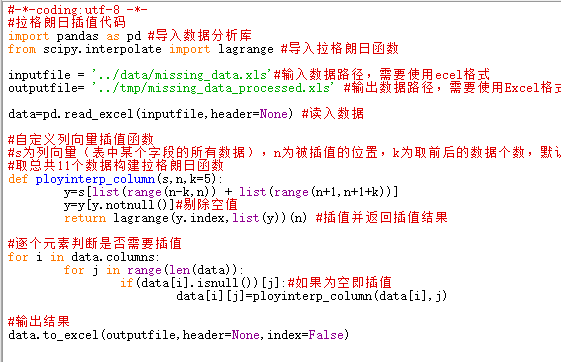 #-*-coding:utf-8 -*-
#拉格朗日插值代码
import pandas as pd #导入数据分析库
from scipy.interpolate import lagrange #导入拉格朗日函数
inputfile = '../data/missing_data.xls'#输入数据路径，需要使用ecel格式
outputfile= '../tmp/missing_data_processed.xls' #输出数据路径，需要使用Excel格式
data=pd.read_excel(inputfile,header=None) #读入数据
#自定义列向量插值函数
#s为列向量（表中某个字段的所有数据），n为被插值的位置，k为取前后的数据个数，默认
#取总共11个数据构建拉格朗日函数
def ployinterp_column(s,n,k=5):
y=s[list(range(n-k,n)) + list(range(n+1,n+1+k))]
y=y[y.notnull()]#剔除空值
return lagrange(y.index,list(y))(n) #插值并返回插值结果
#逐个元素判断是否需要插值
for i in data.columns:
for j in range(len(data)):
if(data[i].isnull())[j]:#如果为空即插值
data[i][j]=ployinterp_column(data[i],j)
#输出结果
data.to_excel(outputfile,header=None,index=False)